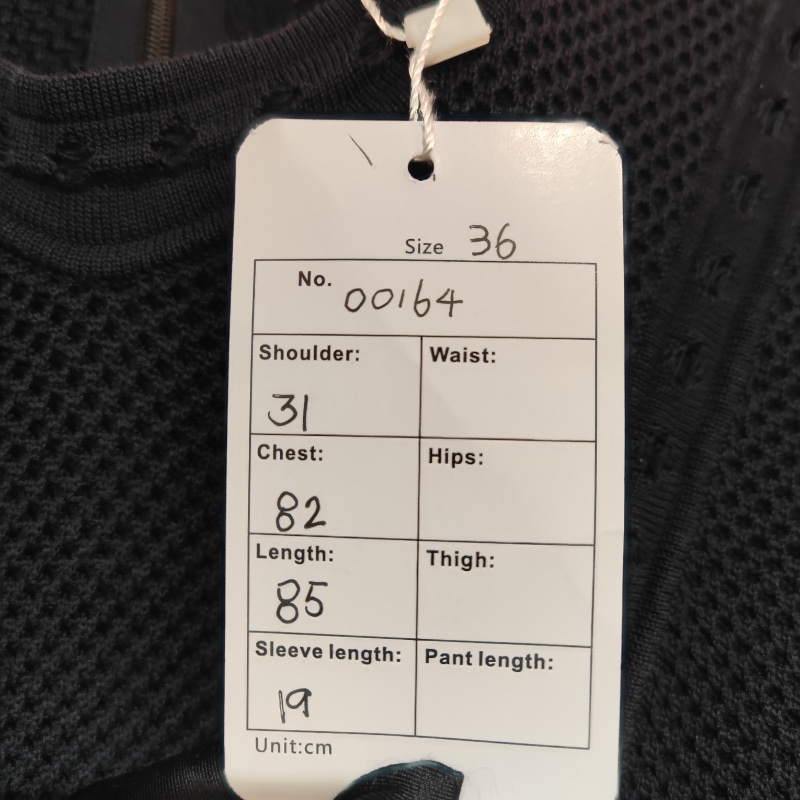 Size 36
No. 00164
Shoulder: Waist:
31
Chest: Hips:
82
Length: Thigh:
85
Sleeve length: Pant length:
19
Unit:cm